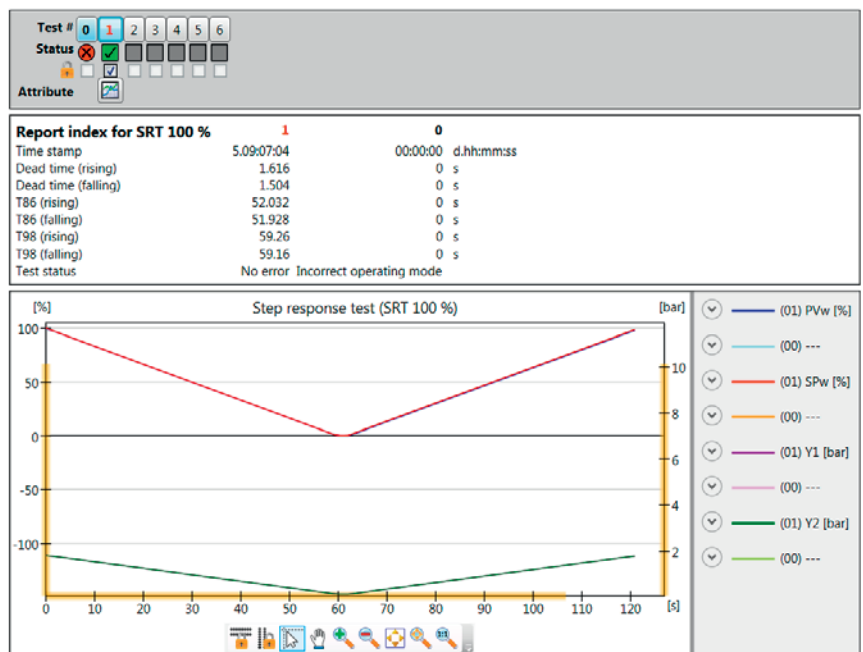 Test # 0 1 2 3 4 5 6
Status
Attribute
Report index for SRT 100 % 1 0
Time stamp 5.09:07:04 00:00:00 d.hh:mm:ss
Dead time (rising) 1.616 0 s
Dead time (falling) 1.504 0 s
T86 (rising) 52.032 0 s
T86 (falling) 51.928 0 s
T98 (rising) 59.26 0 s
T98 (falling) 59.16 0 s
Test status No error Incorrect operating mode
[%] Step response test (SRT 100 %) [bar]
100
50
0
-50
-100
10
8
6
4
2
0 10 20 30 40 50 60 70 80 90 100 110 120 [s]
(01) PVw [%]
(00) ---
(01) SPw [%]
(00) ---
(01) Y1 [bar]
(00) ---
(01) Y2 [bar]
(00) ---
1:1